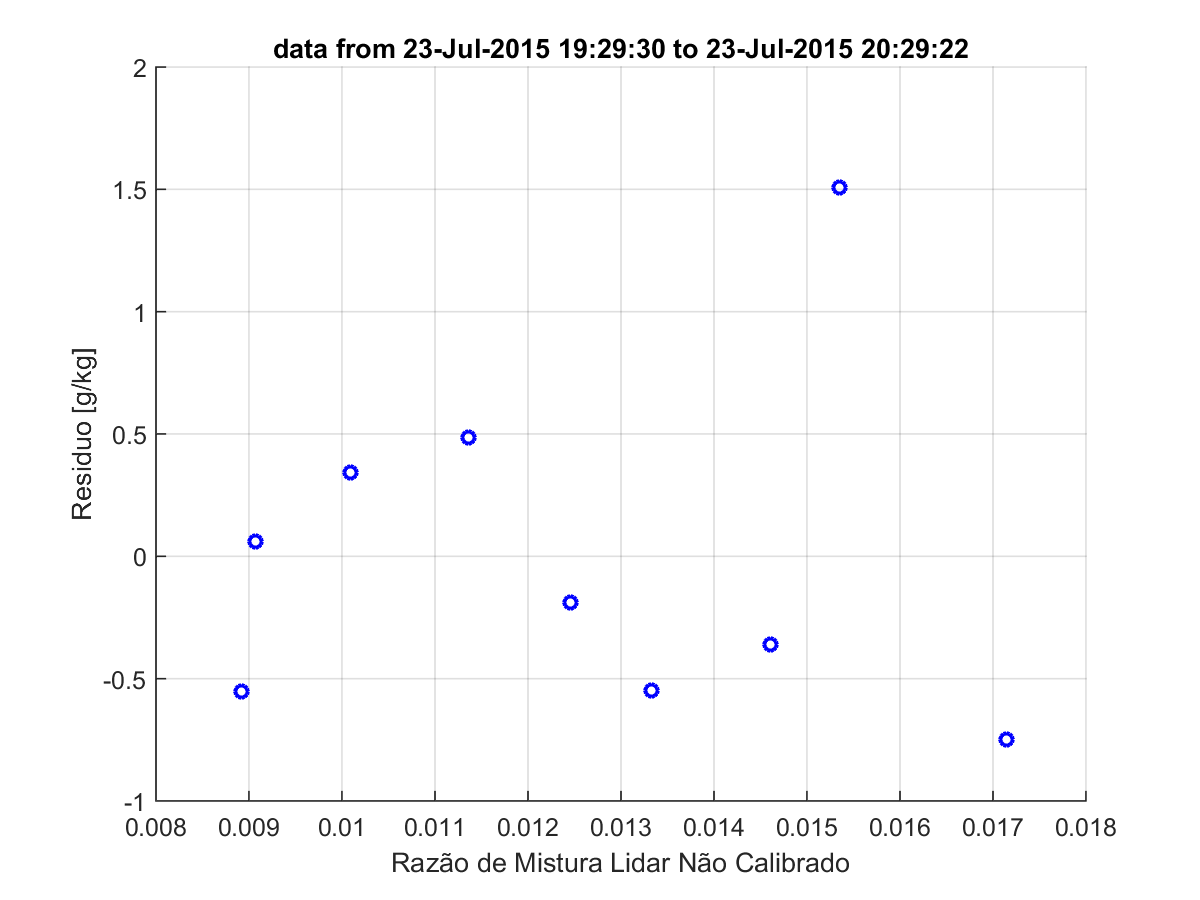 data from 23-Jul-2015 19:29:30 to 23-Jul-2015 20:29:22
2
1.5
1
0.5
0
-0.5
-1
Residuo [g/kg]
0.008 0.009 0.01 0.011 0.012 0.013 0.014 0.015 0.016 0.017 0.018
Razão de Mistura Lidar Não Calibrado